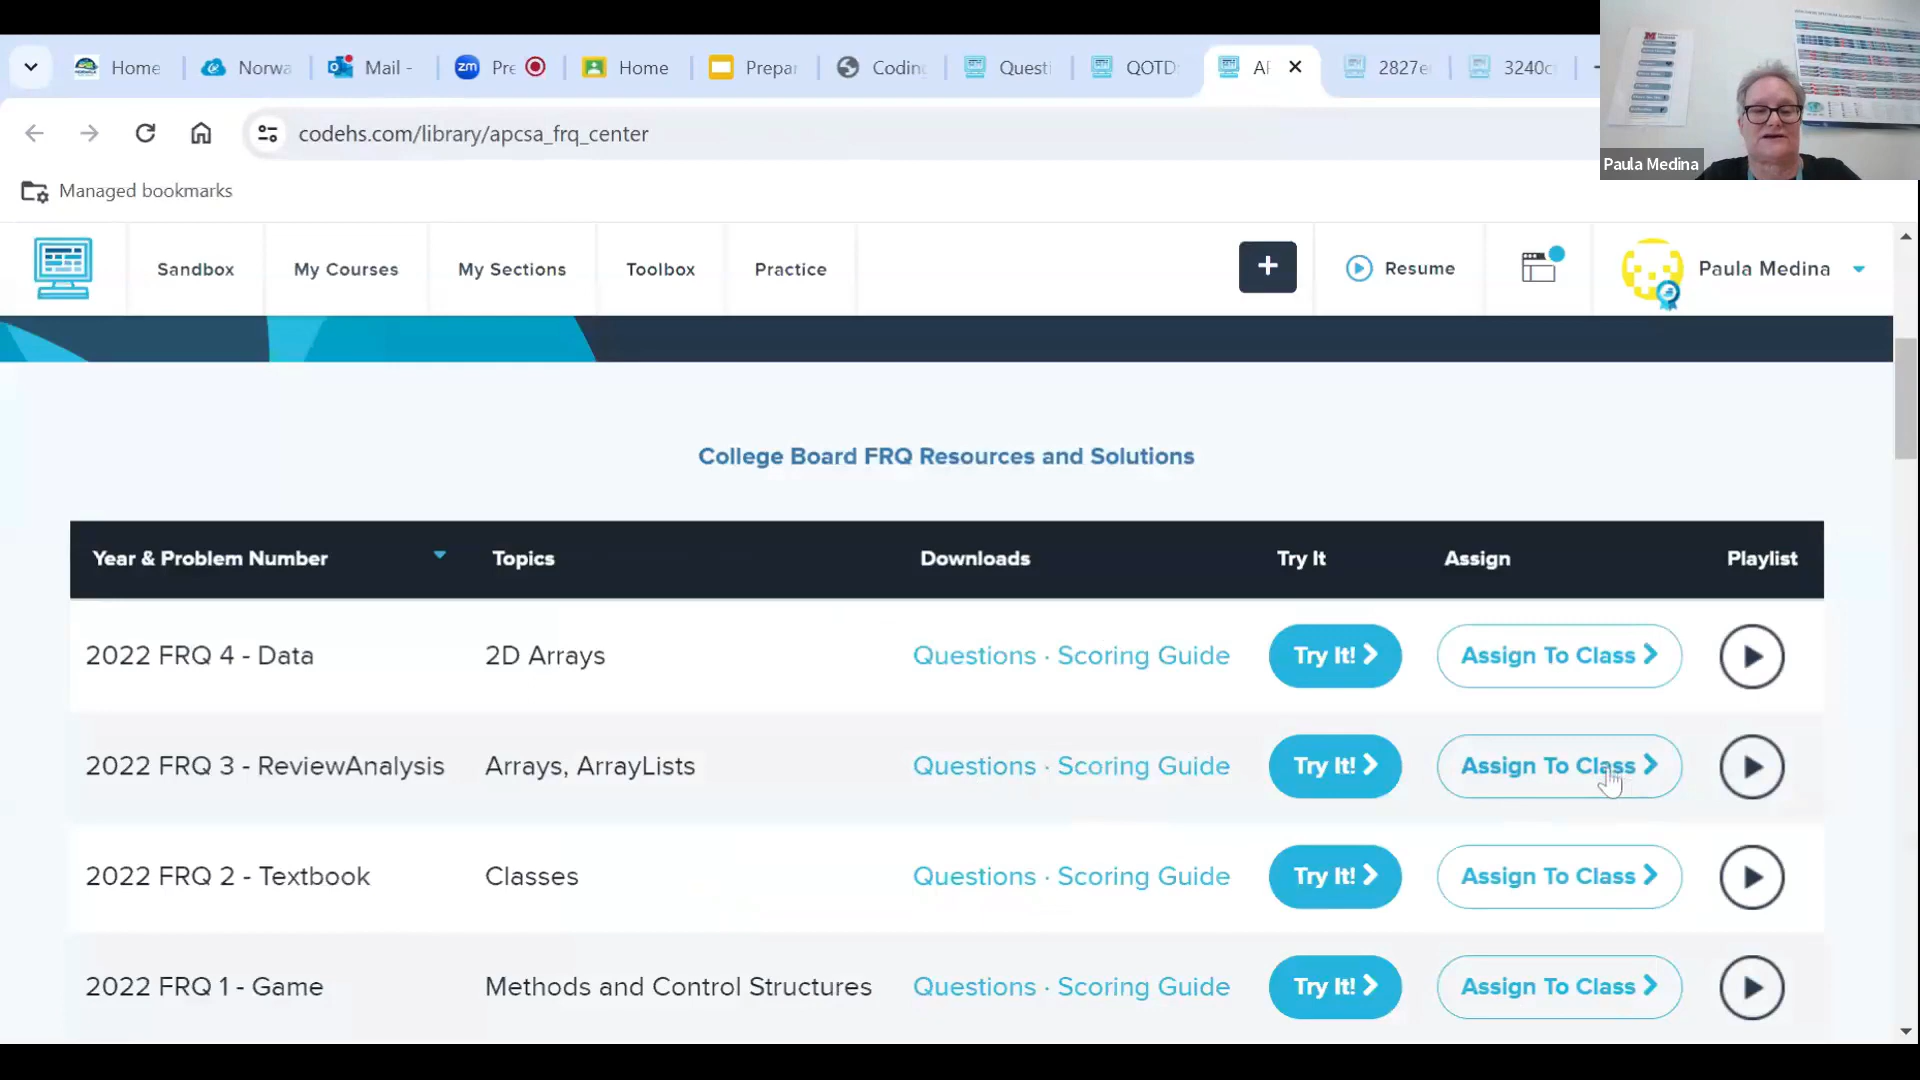 Home
Norwa
Mail -
zm
Pre
Home
Prepar
Coding
Questi
QOTD
AP
2827e
3240c
codehs.com/library/apcsa_frq_center
Paula Medina
Managed bookmarks
Sandbox
My Courses
My Sections
Toolbox
Practice
+
Resume
Paula Medina
College Board FRQ Resources and Solutions
Year & Problem Number Topics Downloads Try It Assign Playlist
2022 FRQ 4 - Data 2D Arrays Questions · Scoring Guide Try It! Assign To Class
2022 FRQ 3 - ReviewAnalysis Arrays, ArrayLists Questions · Scoring Guide Try It! Assign To Class
2022 FRQ 2 - Textbook Classes Questions · Scoring Guide Try It! Assign To Class
2022 FRQ 1 - Game Methods and Control Structures Questions · Scoring Guide Try It! Assign To Class